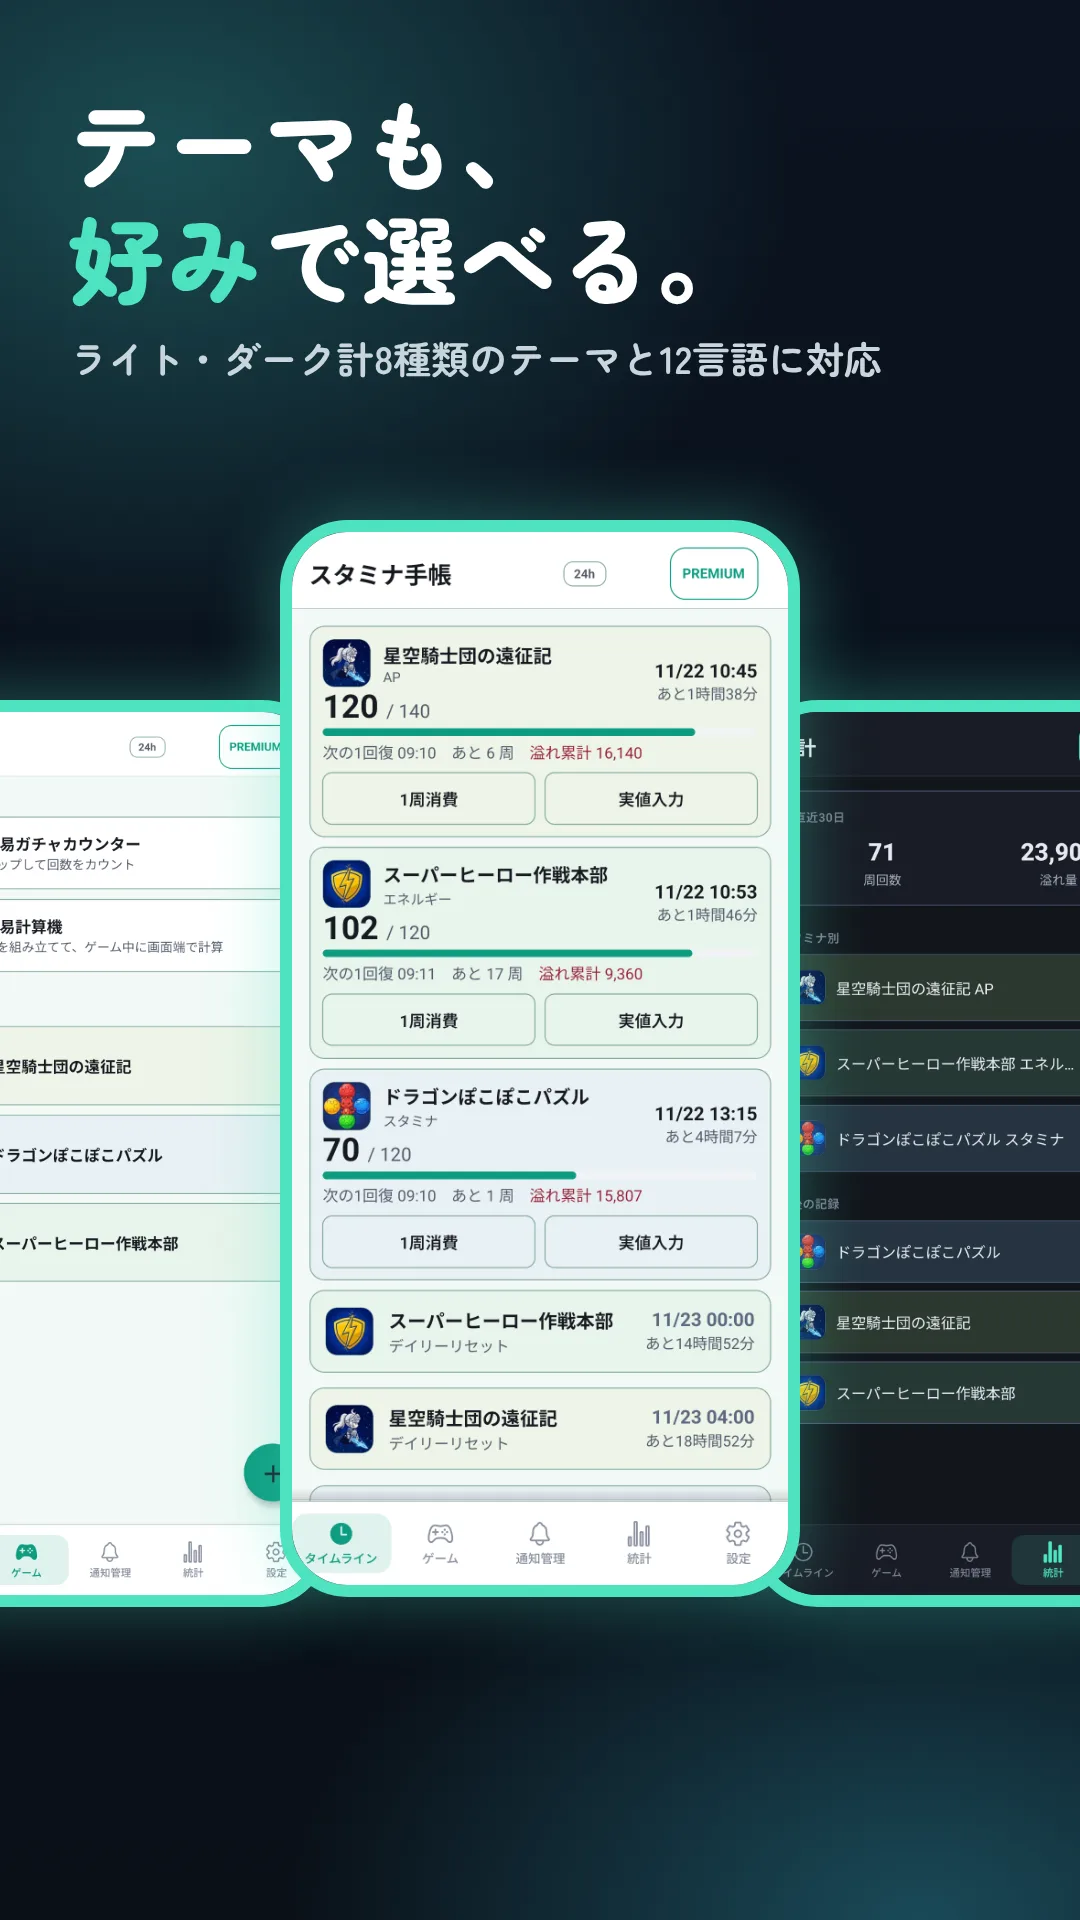 テーマも、
好みで選べる。
ライト・ダーク計8種類のテーマと12言語に対応
スタミナ手帳
24h
PREMIUM
星空騎士団の遠征記
AP
11/22 10:45
あと1時間38分
120 / 140
次の1回復 09:10 あと 6 周 溢れ累計 16,140
1周消費
実値入力
スーパーヒーロー作戦本部
エネルギー
11/22 10:53
あと1時間46分
102 / 120
次の1回復 09:11 あと 17 周 溢れ累計 9,360
1周消費
実値入力
ドラゴンぽこぽこパズル
スタミナ
11/22 13:15
あと4時間7分
70 / 120
次の1回復 09:10 あと 1 周 溢れ累計 15,807
1周消費
実値入力
スーパーヒーロー作戦本部
デイリーリセット
11/23 00:00
あと14時間52分
星空騎士団の遠征記
デイリーリセット
11/23 04:00
あと18時間52分
タイムライン
ゲーム
通知管理
統計
設定
24h
PREMIUM
易ガチャカウンター
ップして回数をカウント
易計算機
を組み立てて、ゲーム中に画面端で計算
星空騎士団の遠征記
ドラゴンぽこぽこパズル
スーパーヒーロー作戦本部
+
ゲーム
通知管理
統計
設定
計
近30日
71
周回数
23,90
溢れ量
ミナ別
星空騎士団の遠征記 AP
スーパーヒーロー作戦本部 エネル...
ドラゴンぽこぽこパズル スタミナ
の記録
ドラゴンぽこぽこパズル
星空騎士団の遠征記
スーパーヒーロー作戦本部
イムライン
ゲーム
通知管理
統計